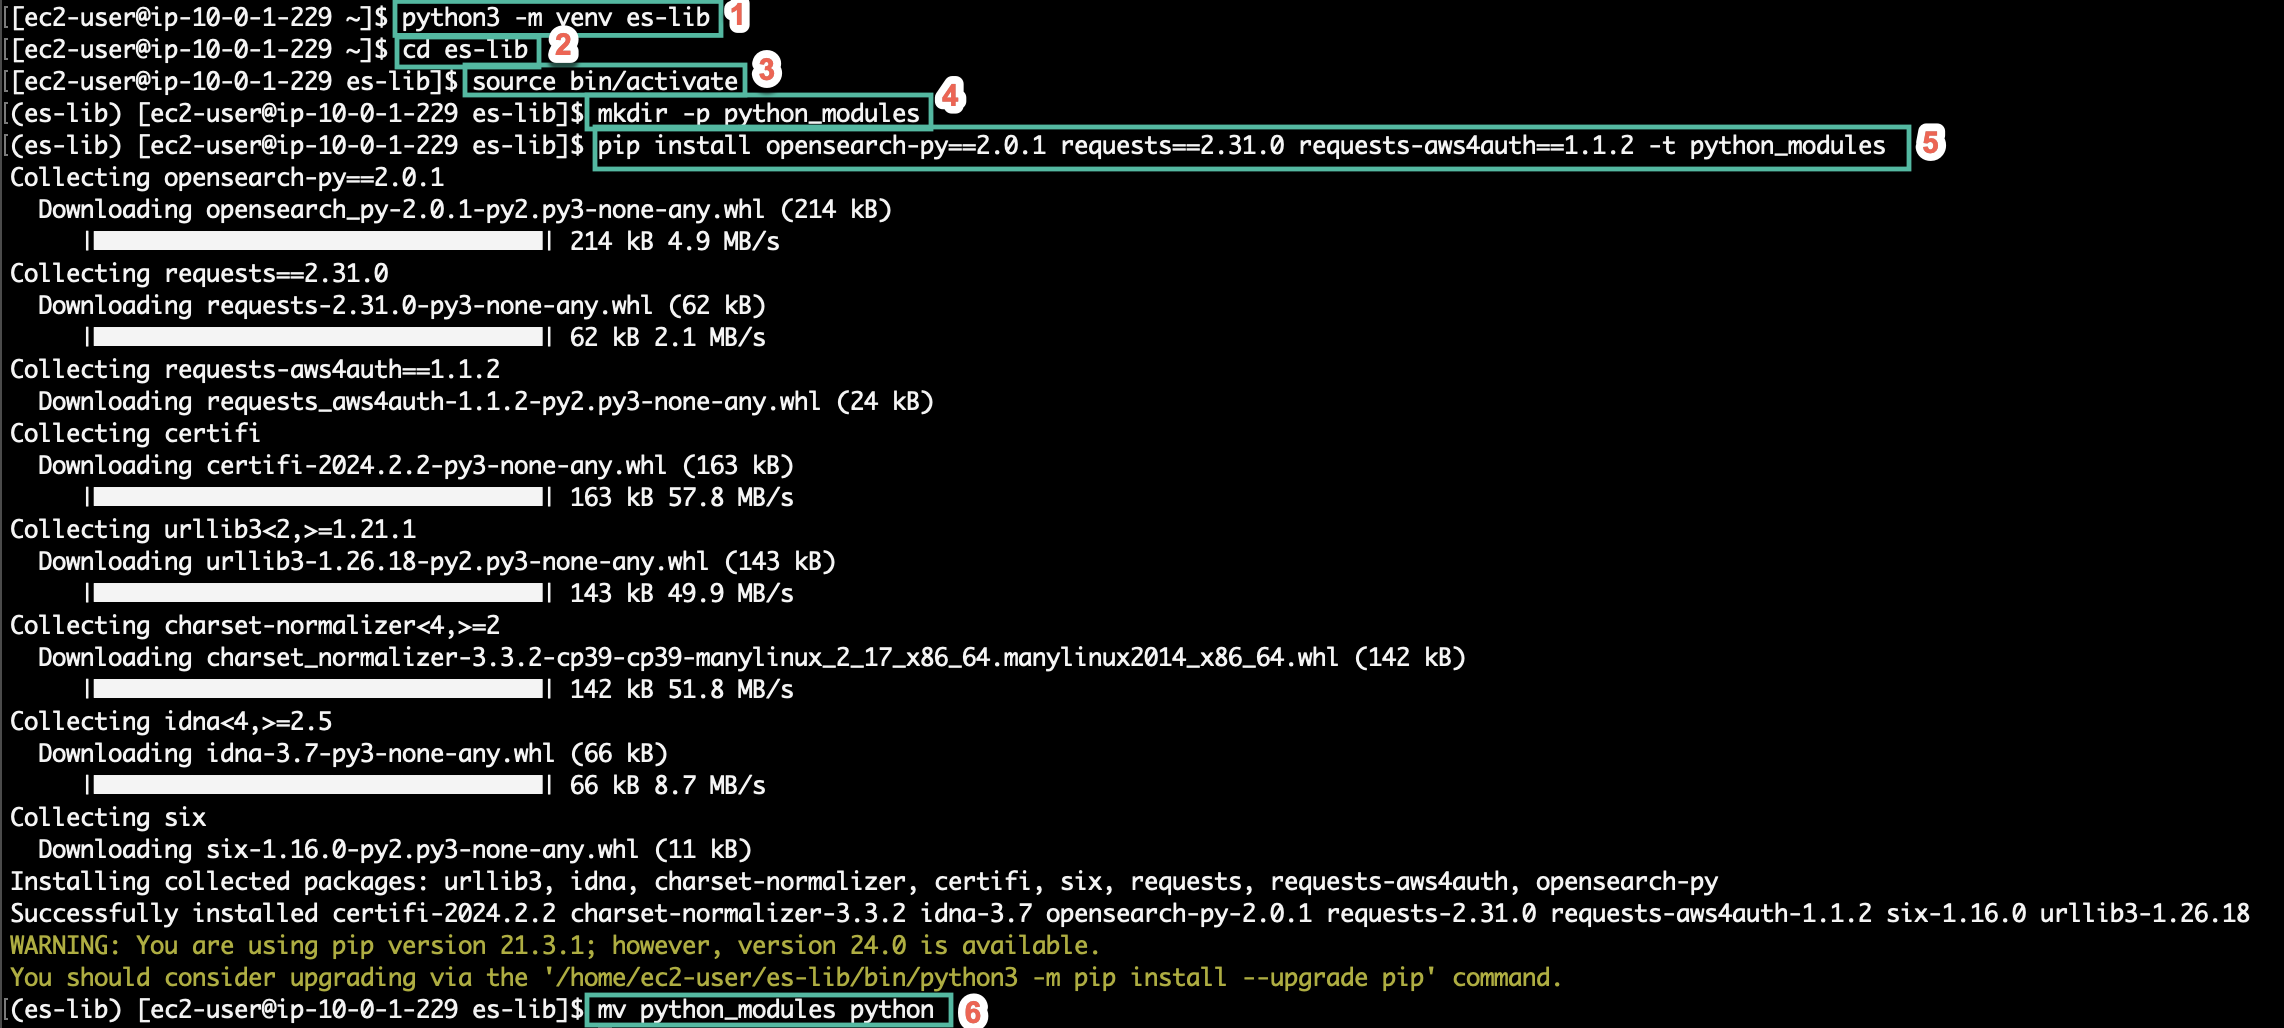 [[ec2-user@ip-10-0-1-229 ~]$ python3 -m venv es-lib 1
[[ec2-user@ip-10-0-1-229 ~]$ cd es-lib 2
[[ec2-user@ip-10-0-1-229 es-lib]$ source bin/activate 3
[(es-lib) [ec2-user@ip-10-0-1-229 es-lib]$ mkdir -p python_modules 4
[(es-lib) [ec2-user@ip-10-0-1-229 es-lib]$ pip install opensearch-py==2.0.1 requests==2.31.0 requests-aws4auth==1.1.2 -t python_modules 5
Collecting opensearch-py==2.0.1
Downloading opensearch_py-2.0.1-py2.py3-none-any.whl (214 kB)
|████████████████████████████████| 214 kB 4.9 MB/s
Collecting requests==2.31.0
Downloading requests-2.31.0-py3-none-any.whl (62 kB)
|████████████████████████████████| 62 kB 2.1 MB/s
Collecting requests-aws4auth==1.1.2
Downloading requests_aws4auth-1.1.2-py2.py3-none-any.whl (24 kB)
Collecting certifi
Downloading certifi-2024.2.2-py3-none-any.whl (163 kB)
|████████████████████████████████| 163 kB 57.8 MB/s
Collecting urllib3<2,>=1.21.1
Downloading urllib3-1.26.18-py2.py3-none-any.whl (143 kB)
|████████████████████████████████| 143 kB 49.9 MB/s
Collecting charset-normalizer<4,>=2
Downloading charset_normalizer-3.3.2-cp39-cp39-manylinux_2_17_x86_64.manylinux2014_x86_64.whl (142 kB)
|████████████████████████████████| 142 kB 51.8 MB/s
Collecting idna<4,>=2.5
Downloading idna-3.7-py3-none-any.whl (66 kB)
|████████████████████████████████| 66 kB 8.7 MB/s
Collecting six
Downloading six-1.16.0-py2.py3-none-any.whl (11 kB)
Installing collected packages: urllib3, idna, charset-normalizer, certifi, six, requests, requests-aws4auth, opensearch-py
Successfully installed certifi-2024.2.2 charset-normalizer-3.3.2 idna-3.7 opensearch-py-2.0.1 requests-2.31.0 requests-aws4auth-1.1.2 six-1.16.0 urllib3-1.26.18
WARNING: You are using pip version 21.3.1; however, version 24.0 is available.
You should consider upgrading via the '/home/ec2-user/es-lib/bin/python3 -m pip install --upgrade pip' command.
[(es-lib) [ec2-user@ip-10-0-1-229 es-lib]$ mv python_modules python 6